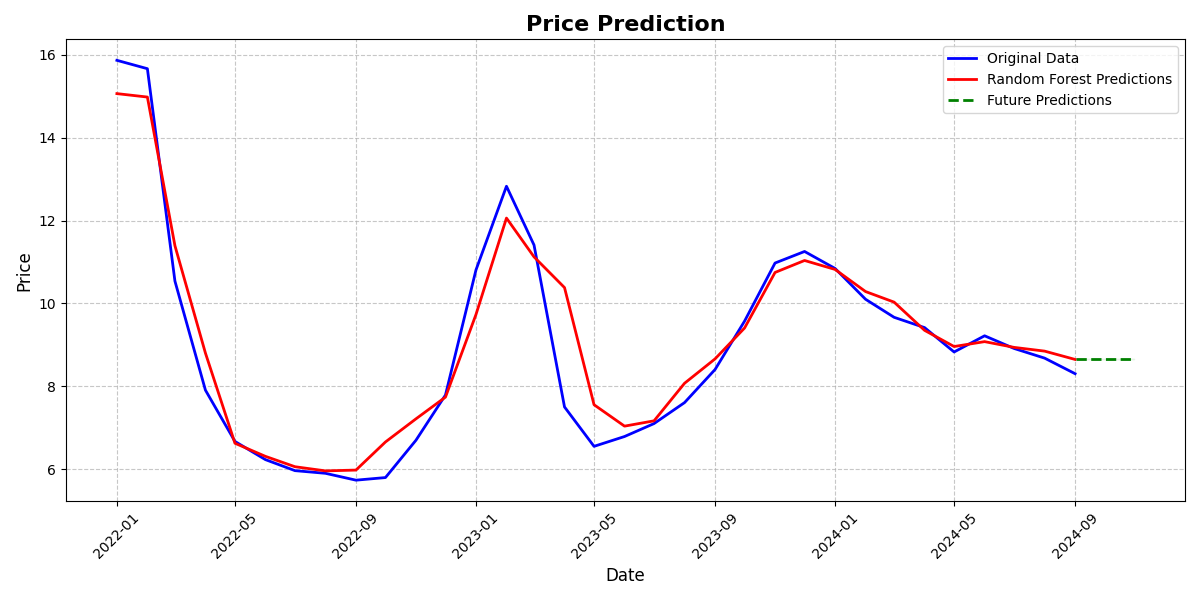 Price Prediction
Original Data
Random Forest Predictions
Future Predictions
Price
16
14
12
10
8
6
2022-01
2022-05
2022-09
2023-01
2023-05
2023-09
2024-01
2024-05
2024-09
Date